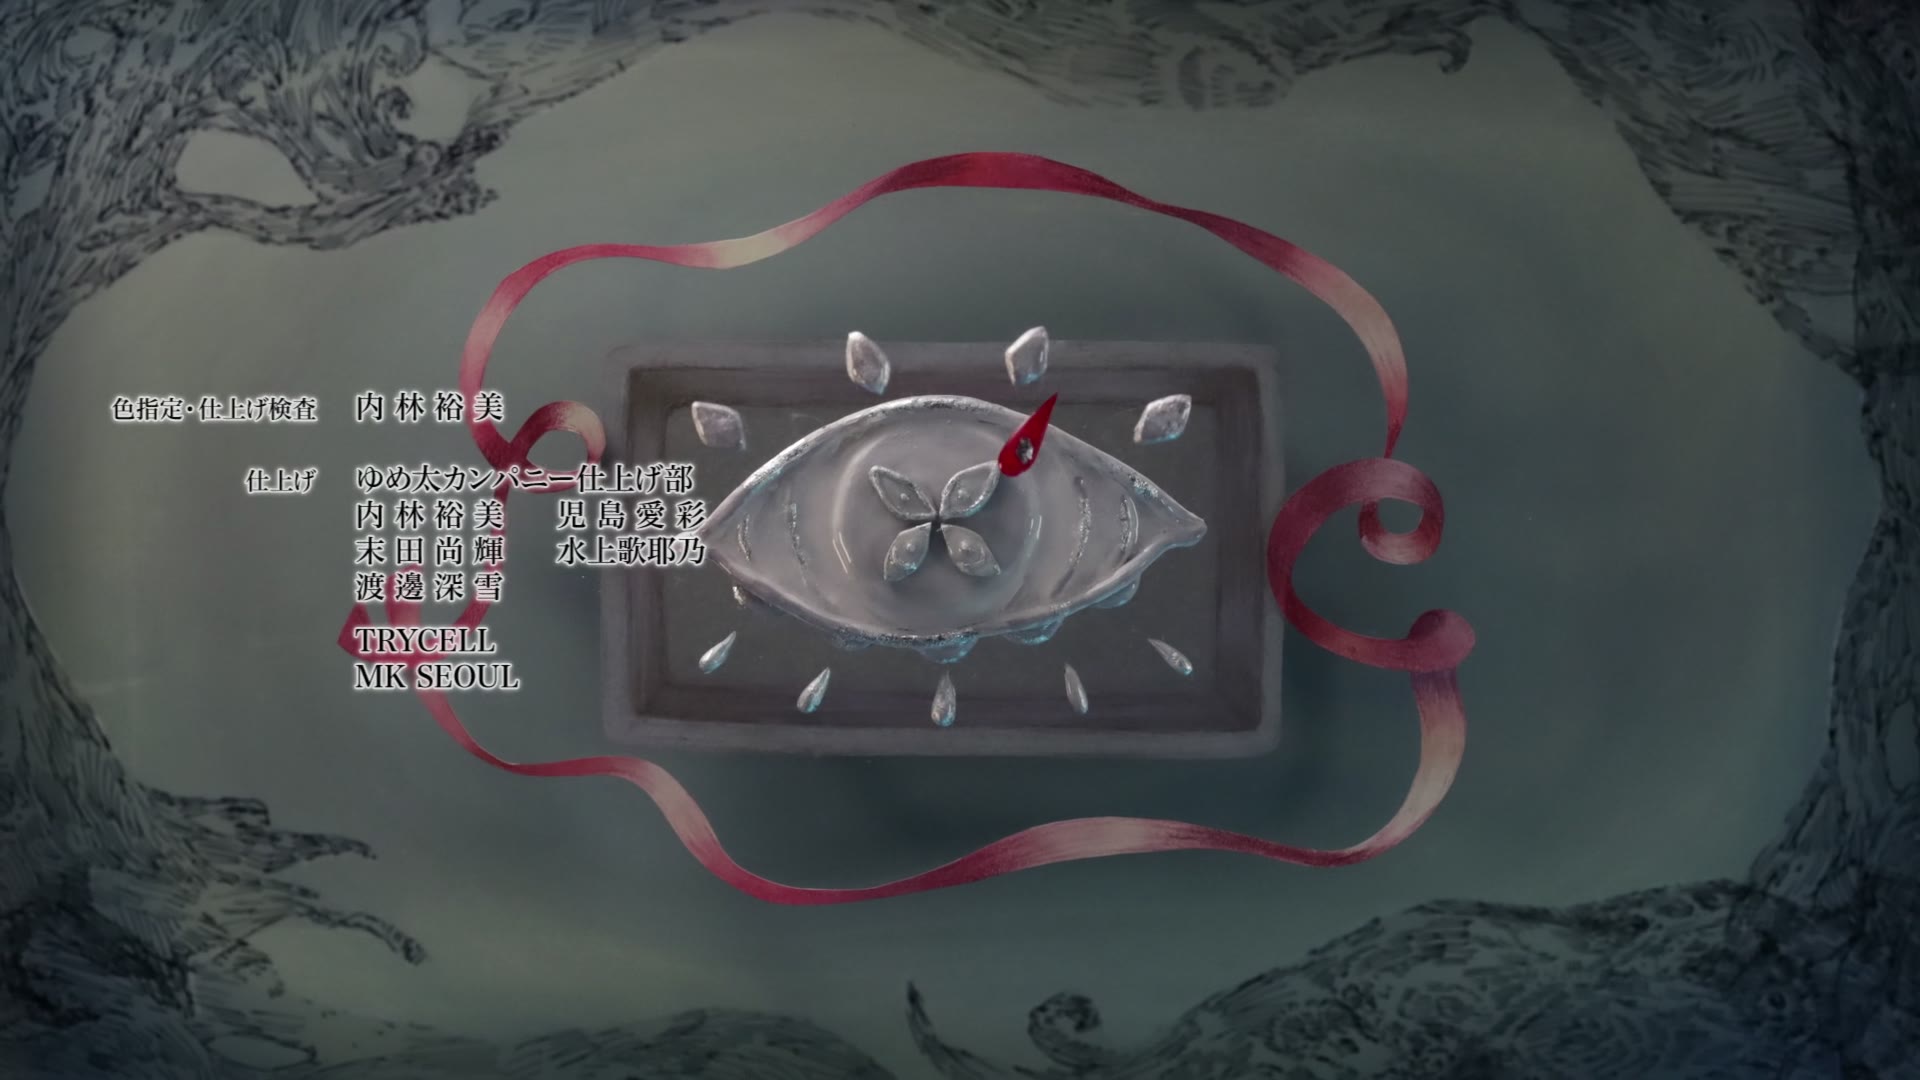 色指定・仕上げ検査 内林裕美
仕上げ ゆめ太カンパニー仕上げ部
内林裕美 児島愛彩
末田尚輝 水上歌耶乃
渡邊深雪
TRYCELL
MK SEOUL